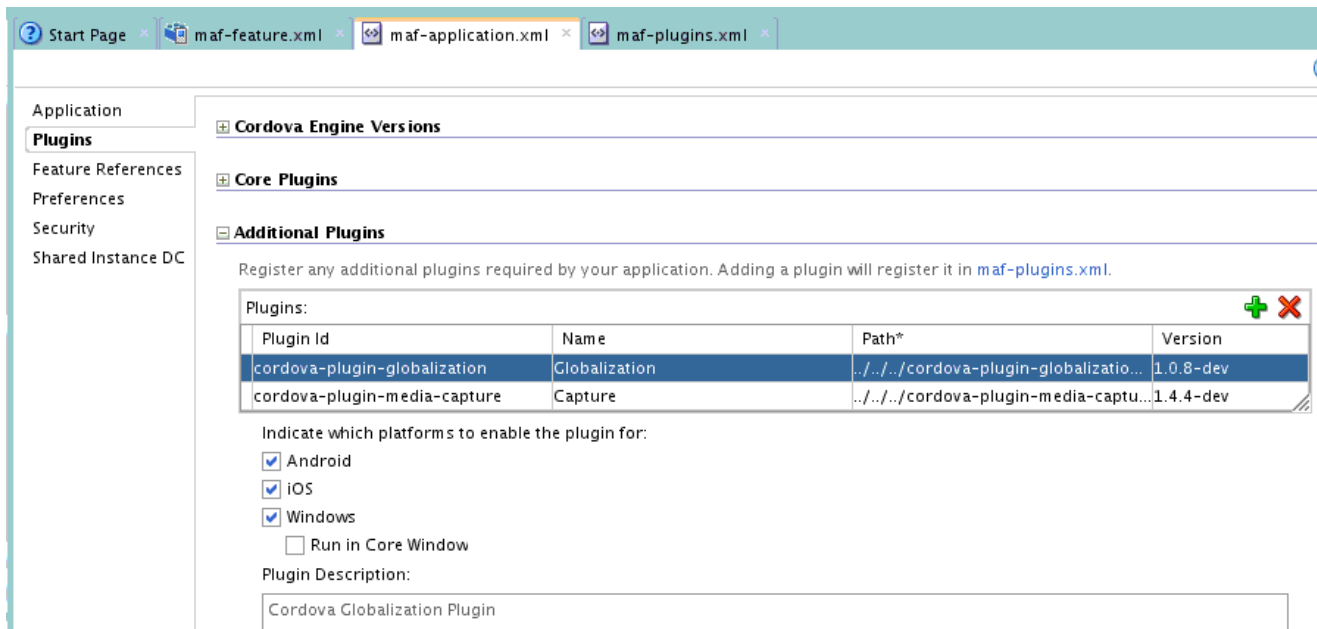 Start Page maf-feature.xml maf-application.xml maf-plugins.xml
Application
Plugins
Feature References
Preferences
Security
Shared Instance DC
Cordova Engine Versions
Core Plugins
Additional Plugins
Register any additional plugins required by your application. Adding a plugin will register it in maf-plugins.xml.
Plugins:
Plugin Id Name Path* Version
cordova-plugin-globalization Globalization ../../../cordova-plugin-globalizatio... 1.0.8-dev
cordova-plugin-media-capture Capture ../../../cordova-plugin-media-captu... 1.4.4-dev
Indicate which platforms to enable the plugin for:
Android
iOS
Windows
Run in Core Window
Plugin Description:
Cordova Globalization Plugin